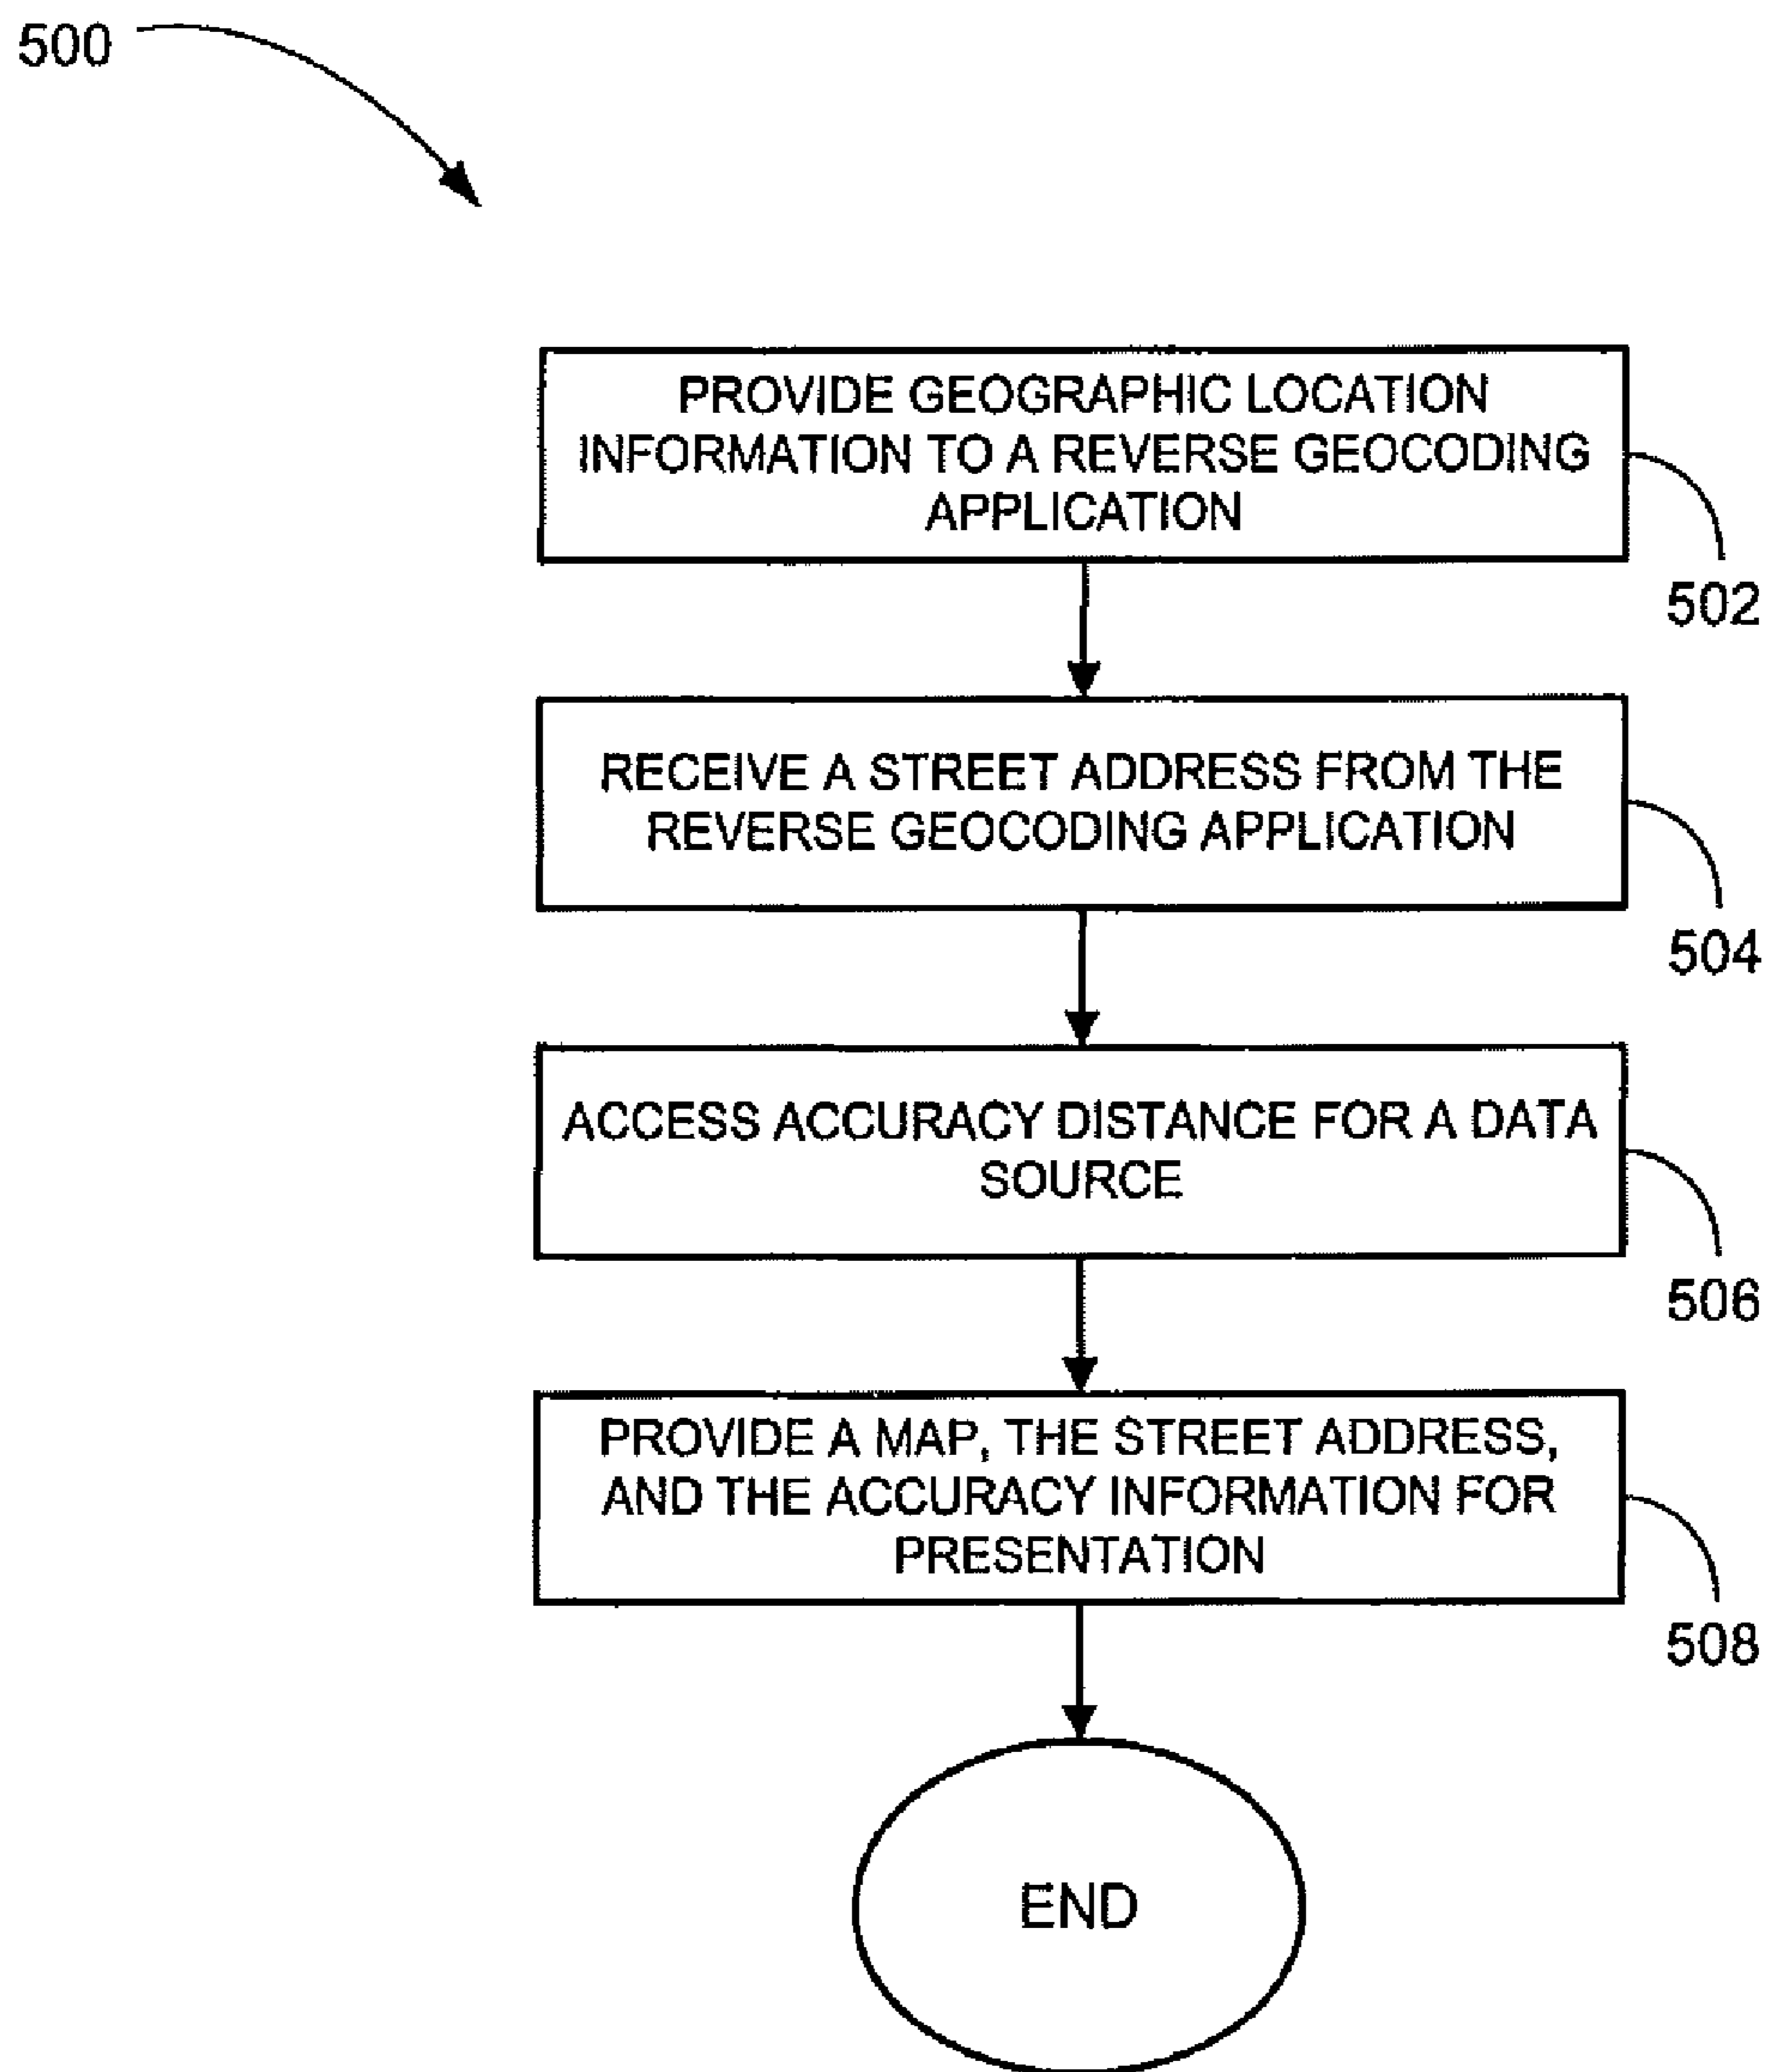 500
PROVIDE GEOGRAPHIC LOCATION
INFORMATION TO A REVERSE GEOCODING
APPLICATION
502
RECEIVE A STREET ADDRESS FROM THE
REVERSE GEOCODING APPLICATION
504
ACCESS ACCURACY DISTANCE FOR A DATA
SOURCE
506
PROVIDE A MAP, THE STREET ADDRESS,
AND THE ACCURACY INFORMATION FOR
PRESENTATION
508
END